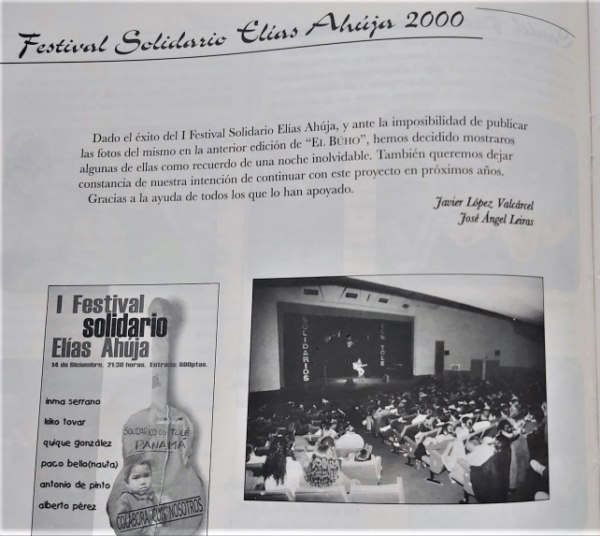 Festival Solidario Elías Ahúja 2000
Dado el éxito del I Festival Solidario Elías Ahúja, y ante la imposibilidad de publicar
las fotos del mismo en la anterior edición de “EL BÚHO”, hemos decidido mostraros
algunas de ellas como recuerdo de una noche inolvidable. También queremos dejar
constancia de nuestra intención de continuar con este proyecto en próximos años.
Gracias a la ayuda de todos los que lo han apoyado.
Javier López Valcárcel
José Ángel Leiras
I Festival
solidario
Elías Ahúja
14 de Diciembre, 21:30 horas. Entrada: 800ptas.
inma serrano
kiko tovar
quique gonzález
paco bello(nauta)
antonio de pinto
alberto pérez
SOLIDARIOS CON TOLÉ
PANAMÁ
COLABORA CON NOSOTROS
SOLIDARIOS
CON TOLÉ